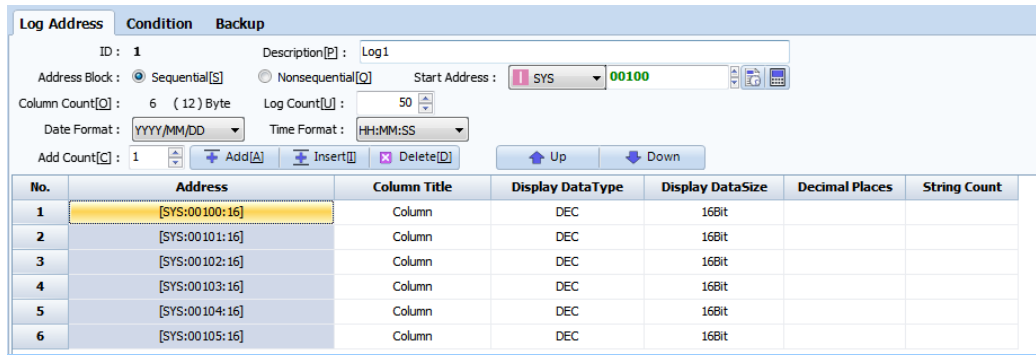 Log Address Condition Backup
ID : 1 Description[P] : Log1
Address Block : Sequential[S] Nonsequential[Q] Start Address : SYS 00100
Column Count[O] : 6 ( 12 ) Byte Log Count[U] : 50
Date Format : YYYY/MM/DD Time Format : HH:MM:SS
Add Count[C] : 1 Add[A] Insert[I] Delete[D] Up Down
No. Address Column Title Display DataType Display DataSize Decimal Places String Count
1 [SYS:00100:16] Column DEC 16Bit
2 [SYS:00101:16] Column DEC 16Bit
3 [SYS:00102:16] Column DEC 16Bit
4 [SYS:00103:16] Column DEC 16Bit
5 [SYS:00104:16] Column DEC 16Bit
6 [SYS:00105:16] Column DEC 16Bit